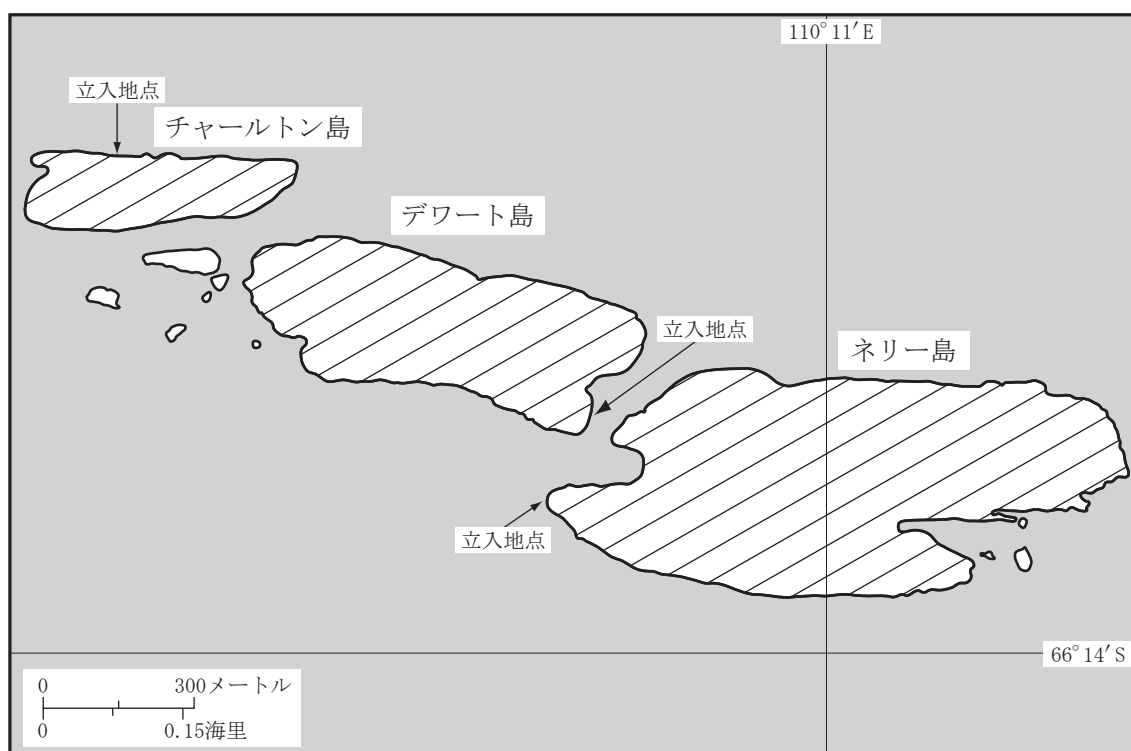 110°11′E
立入地点
チャールトン島
デワート島
立入地点
ネリー島
立入地点
66°14′S
0 300メートル
0 0.15海里